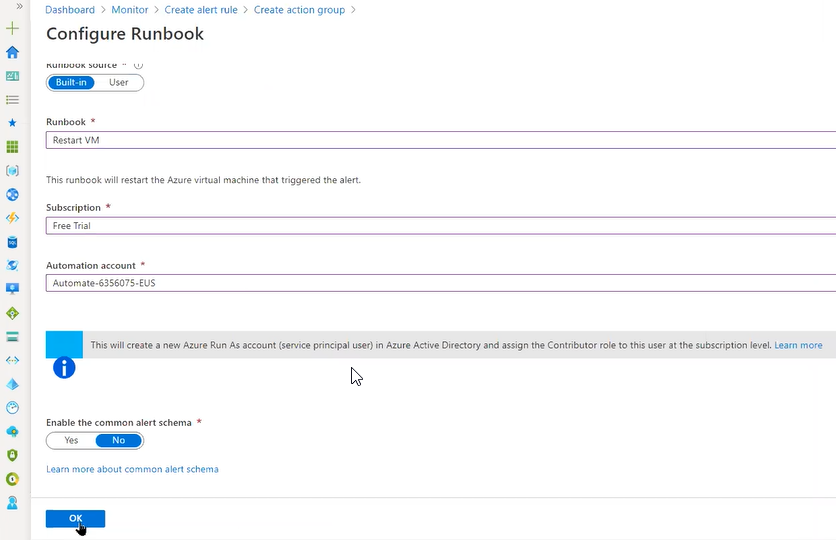 »
Dashboard > Monitor > Create alert rule > Create action group >
Configure Runbook
Runbook source * i
Built-in User
Runbook *
Restart VM
This runbook will restart the Azure virtual machine that triggered the alert.
Subscription *
Free Trial
Automation account *
Automate-6356075-EUS
This will create a new Azure Run As account (service principal user) in Azure Active Directory and assign the Contributor role to this user at the subscription level. Learn more
Enable the common alert schema *
Yes No
Learn more about common alert schema
OK